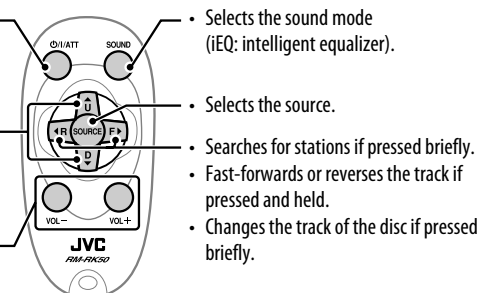 ⏻/I/ATT SOUND
U
R SOURCE F
D
VOL– VOL+
JVC
RM-RK50
• Selects the sound mode
(iEQ: intelligent equalizer).
• Selects the source.
• Searches for stations if pressed briefly.
• Fast-forwards or reverses the track if
pressed and held.
• Changes the track of the disc if pressed
briefly.